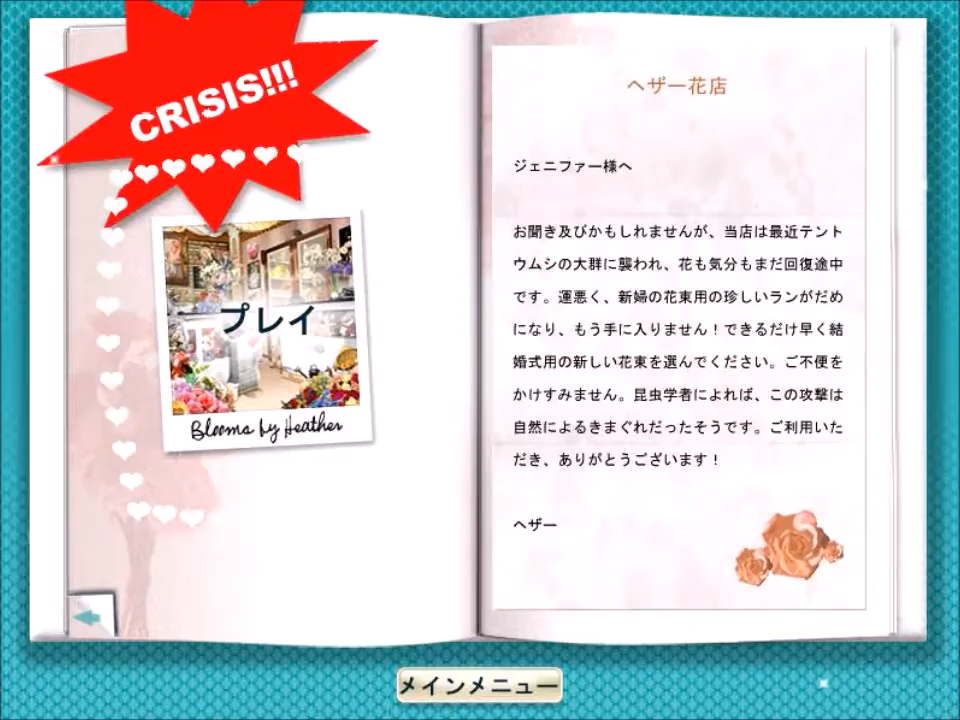 CRISIS!!!
プレイ
Blooms by Heather
ヘザー花店
ジェニファー様へ
お聞き及びかもしれませんが、当店は最近テント
ウムシの大群に襲われ、花も気分もまだ回復途中
です。運悪く、新婦の花束用の珍しいランがだめ
になり、もう手に入りません！できるだけ早く結
婚式用の新しい花束を選んでください。ご不便を
かけすみません。昆虫学者によれば、この攻撃は
自然によるきまぐれだったそうです。ご利用いた
だき、ありがとうございます！
ヘザー
メインメニュー